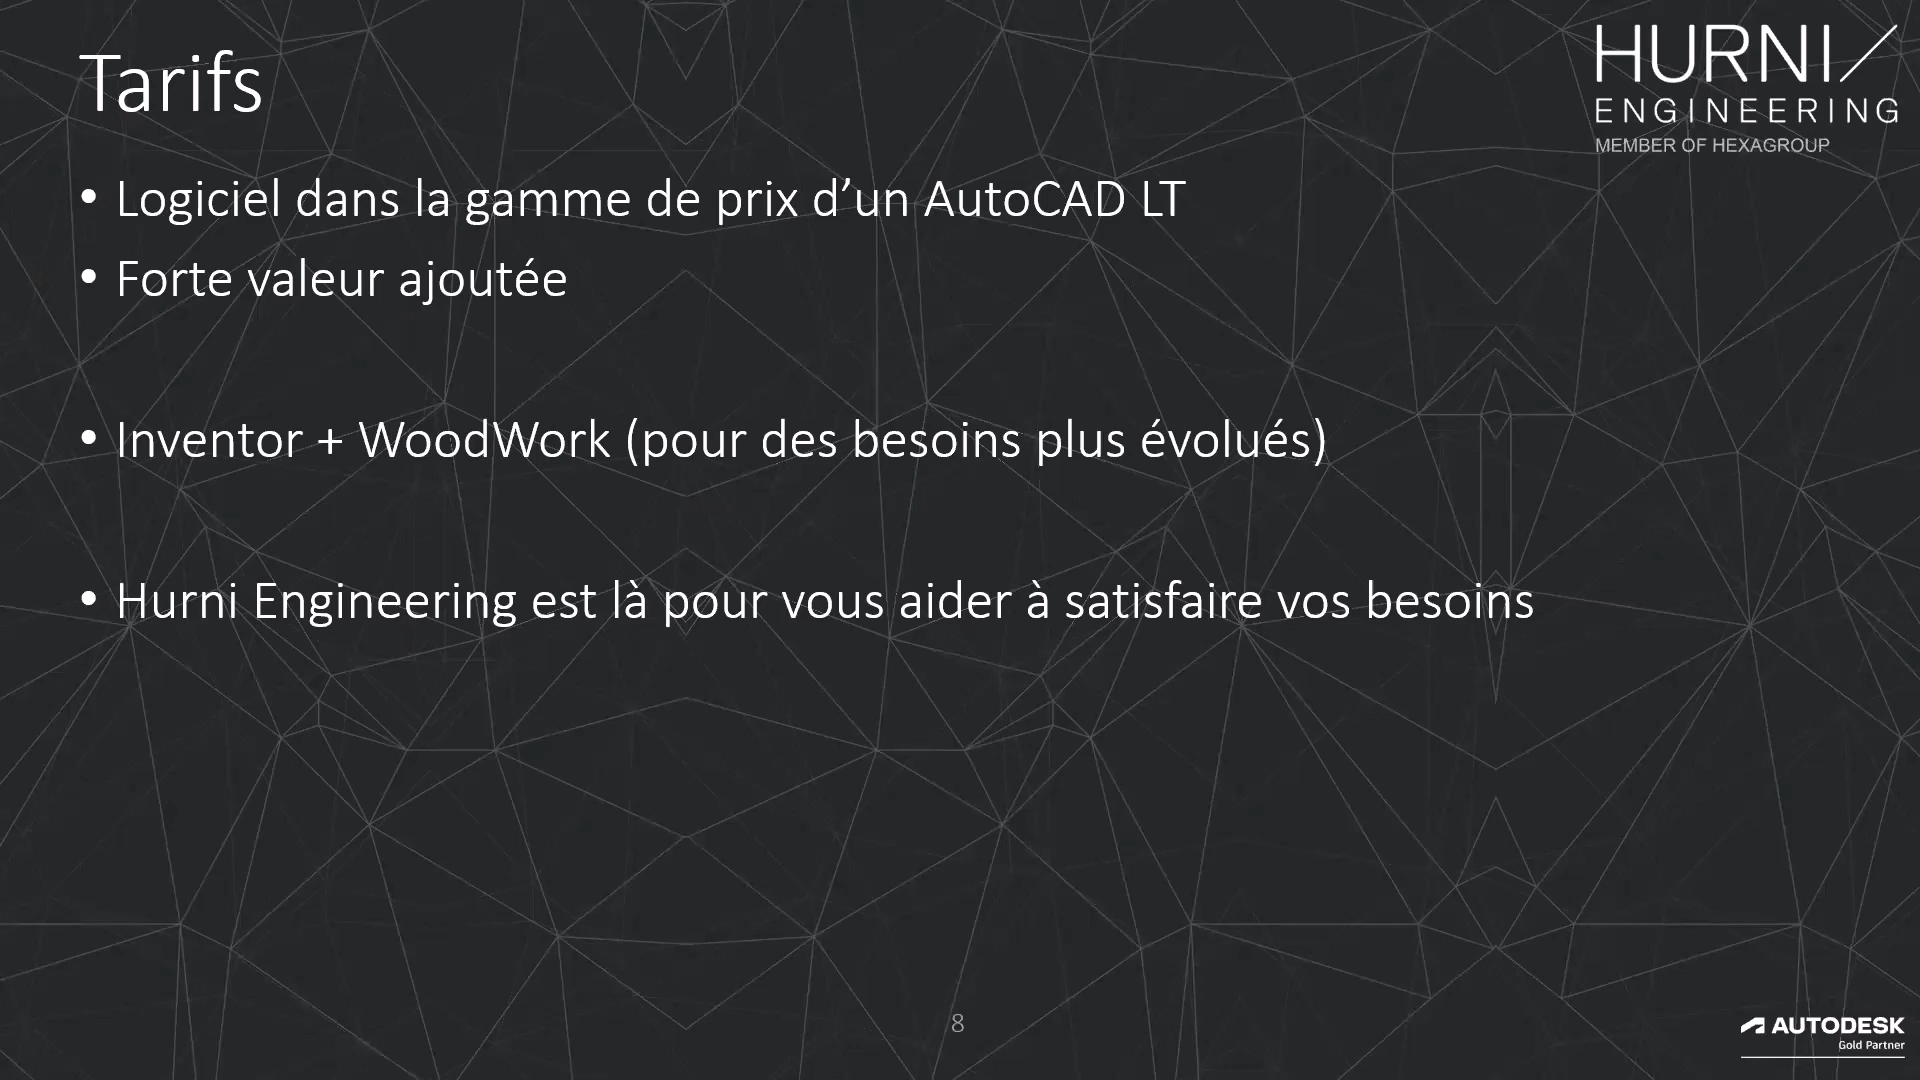 Tarifs
HURNI
ENGINEERING
MEMBER OF HEXAGROUP
• Logiciel dans la gamme de prix d’un AutoCAD LT
• Forte valeur ajoutée
• Inventor + WoodWork (pour des besoins plus évolués)
• Hurni Engineering est là pour vous aider à satisfaire vos besoins
8
AUTODESK
Gold Partner